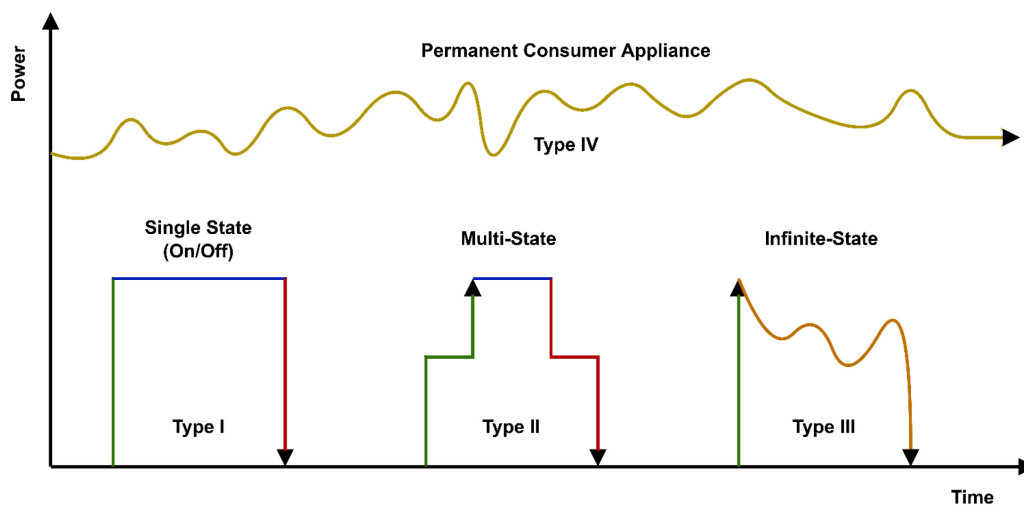 Power
Permanent Consumer Appliance
Type IV
Single State
(On/Off)
Multi-State
Infinite-State
Type I
Type II
Type III
Time